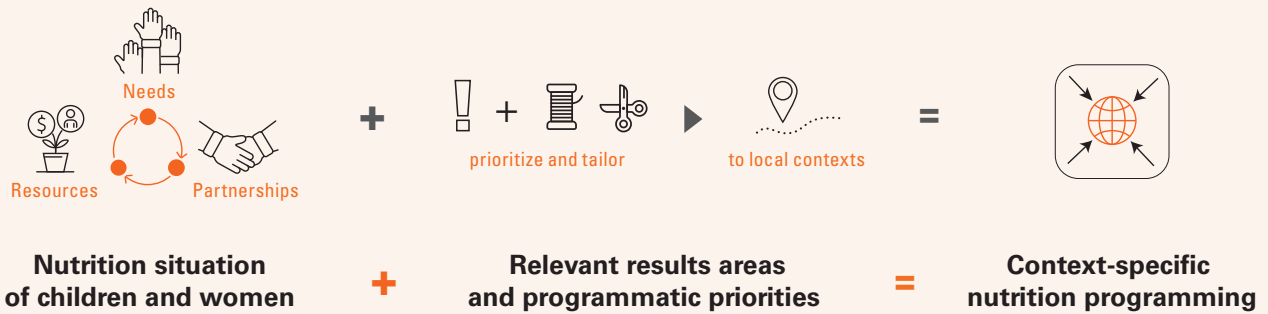 Needs
Resources
Partnerships
+
+
prioritize and tailor
to local contexts
=
Nutrition situation
of children and women
+
Relevant results areas
and programmatic priorities
=
Context-specific
nutrition programming